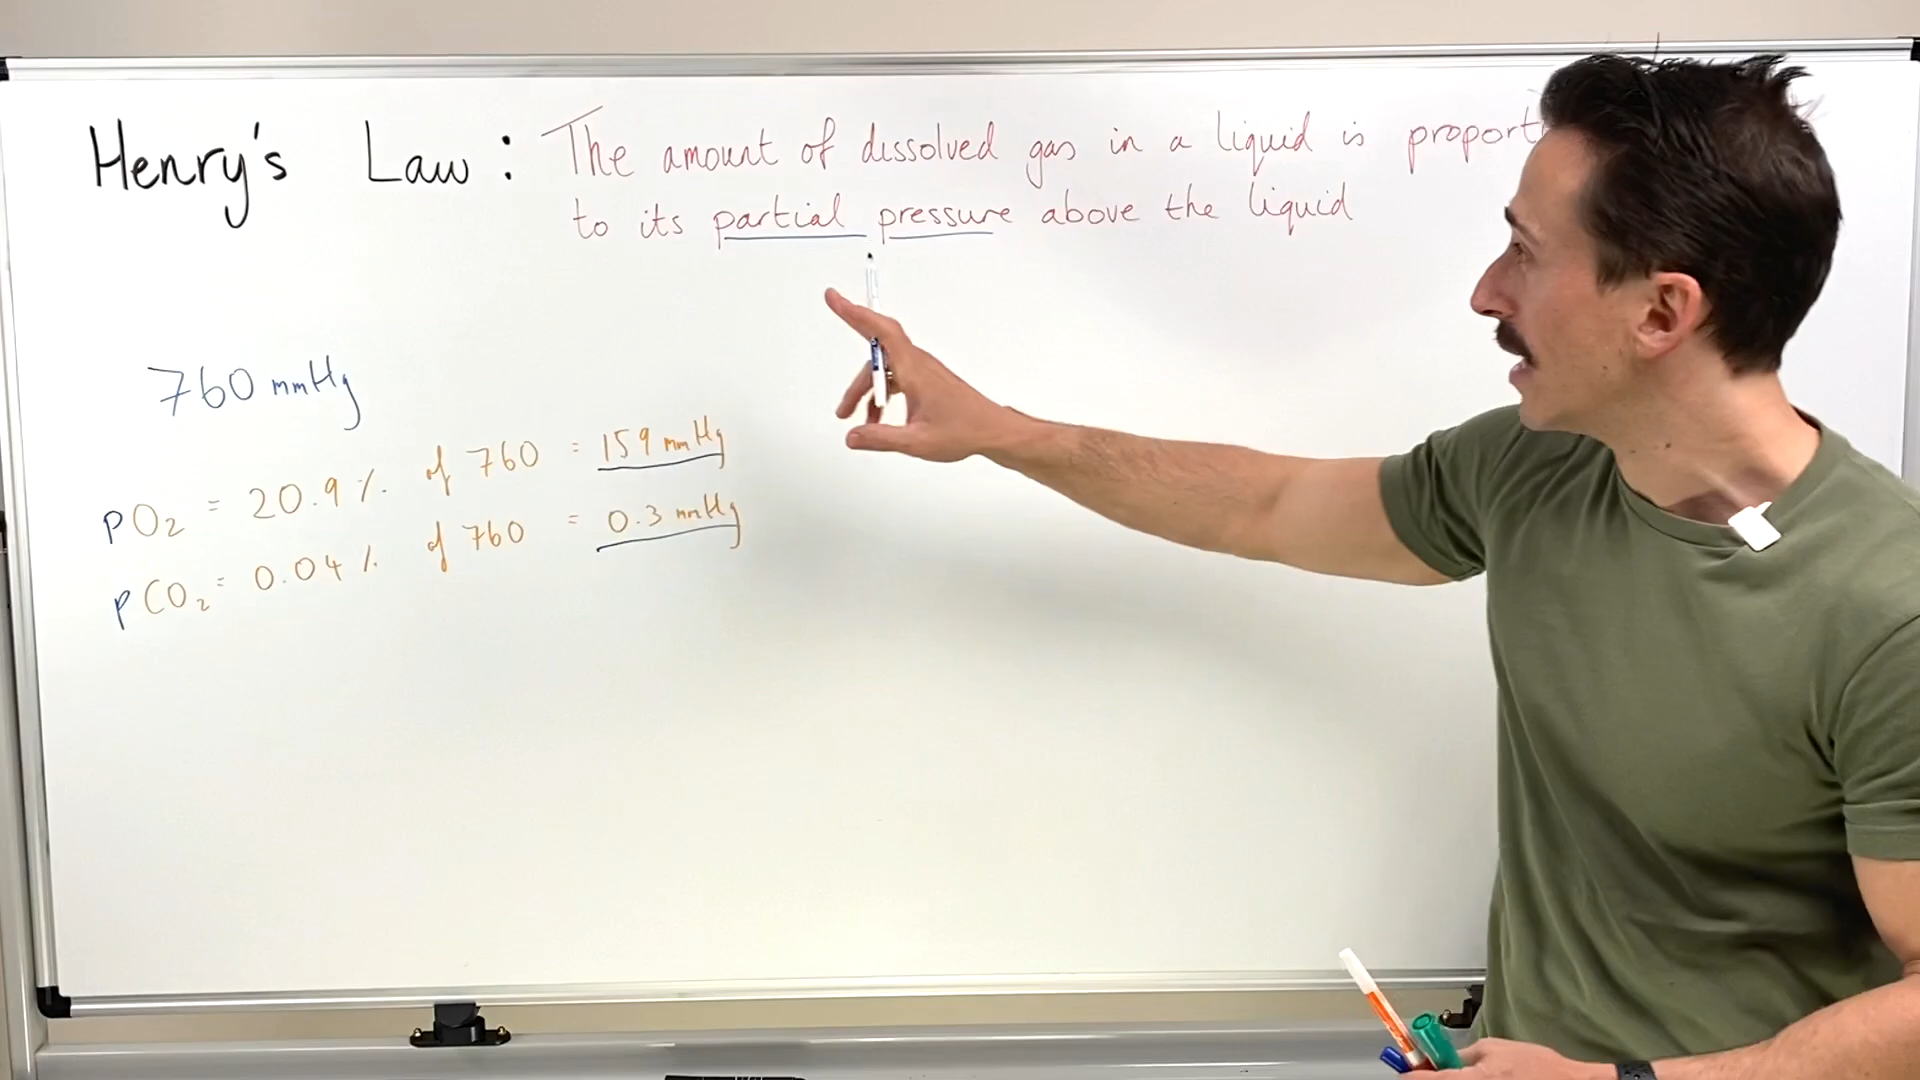 Henry's Law: The amount of dissolved gas in a liquid is proport
to its partial pressure above the liquid
760 mmHg
pO₂ = 20.9% of 760 = 159 mmHg
pCO₂ = 0.04% of 760 = 0.3 mmHg